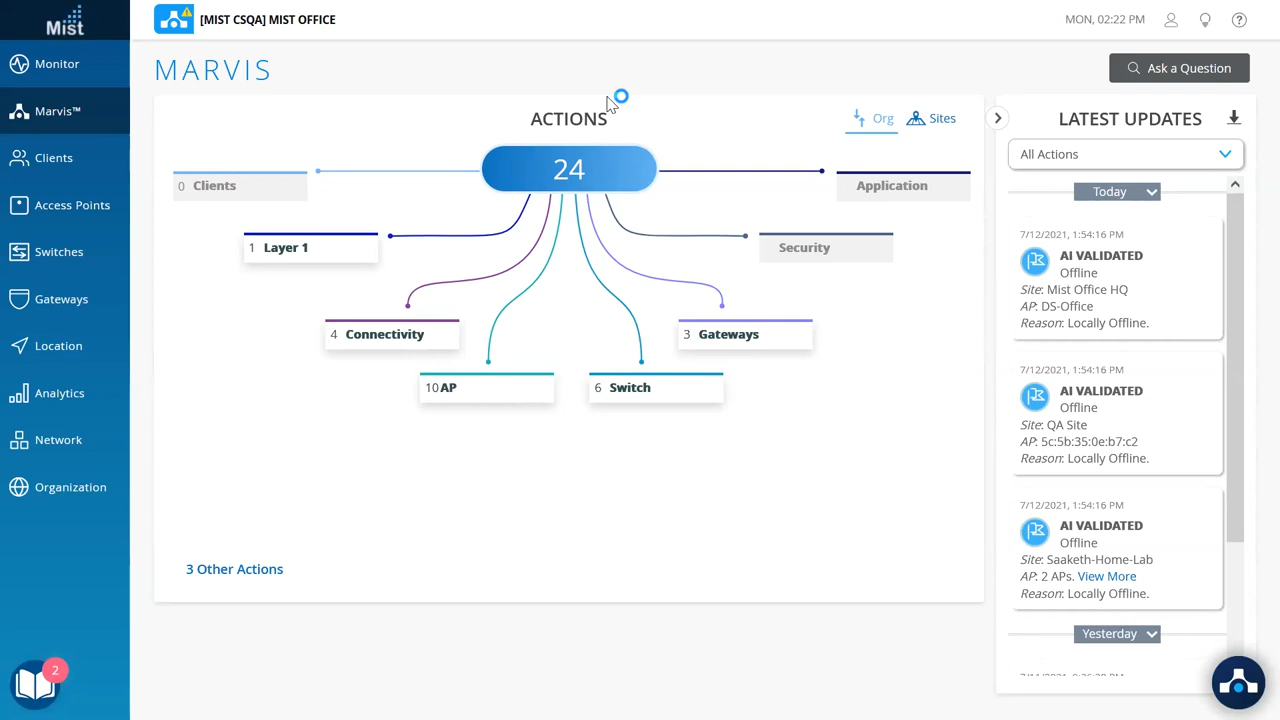 Mist
[MIST CSQA] MIST OFFICE
MON, 02:22 PM
Monitor
Marvis™
Clients
Access Points
Switches
Gateways
Location
Analytics
Network
Organization
2
MARVIS
Ask a Question
ACTIONS
Org
Sites
24
0 Clients
Application
1 Layer 1
Security
4 Connectivity
3 Gateways
10 AP
6 Switch
3 Other Actions
LATEST UPDATES
All Actions
Today
7/12/2021, 1:54:16 PM
AI VALIDATED
Offline
Site: Mist Office HQ
AP: DS-Office
Reason: Locally Offline.
7/12/2021, 1:54:16 PM
AI VALIDATED
Offline
Site: QA Site
AP: 5c:5b:35:0e:b7:c2
Reason: Locally Offline.
7/12/2021, 1:54:16 PM
AI VALIDATED
Offline
Site: Saaketh-Home-Lab
AP: 2 APs. View More
Reason: Locally Offline.
Yesterday